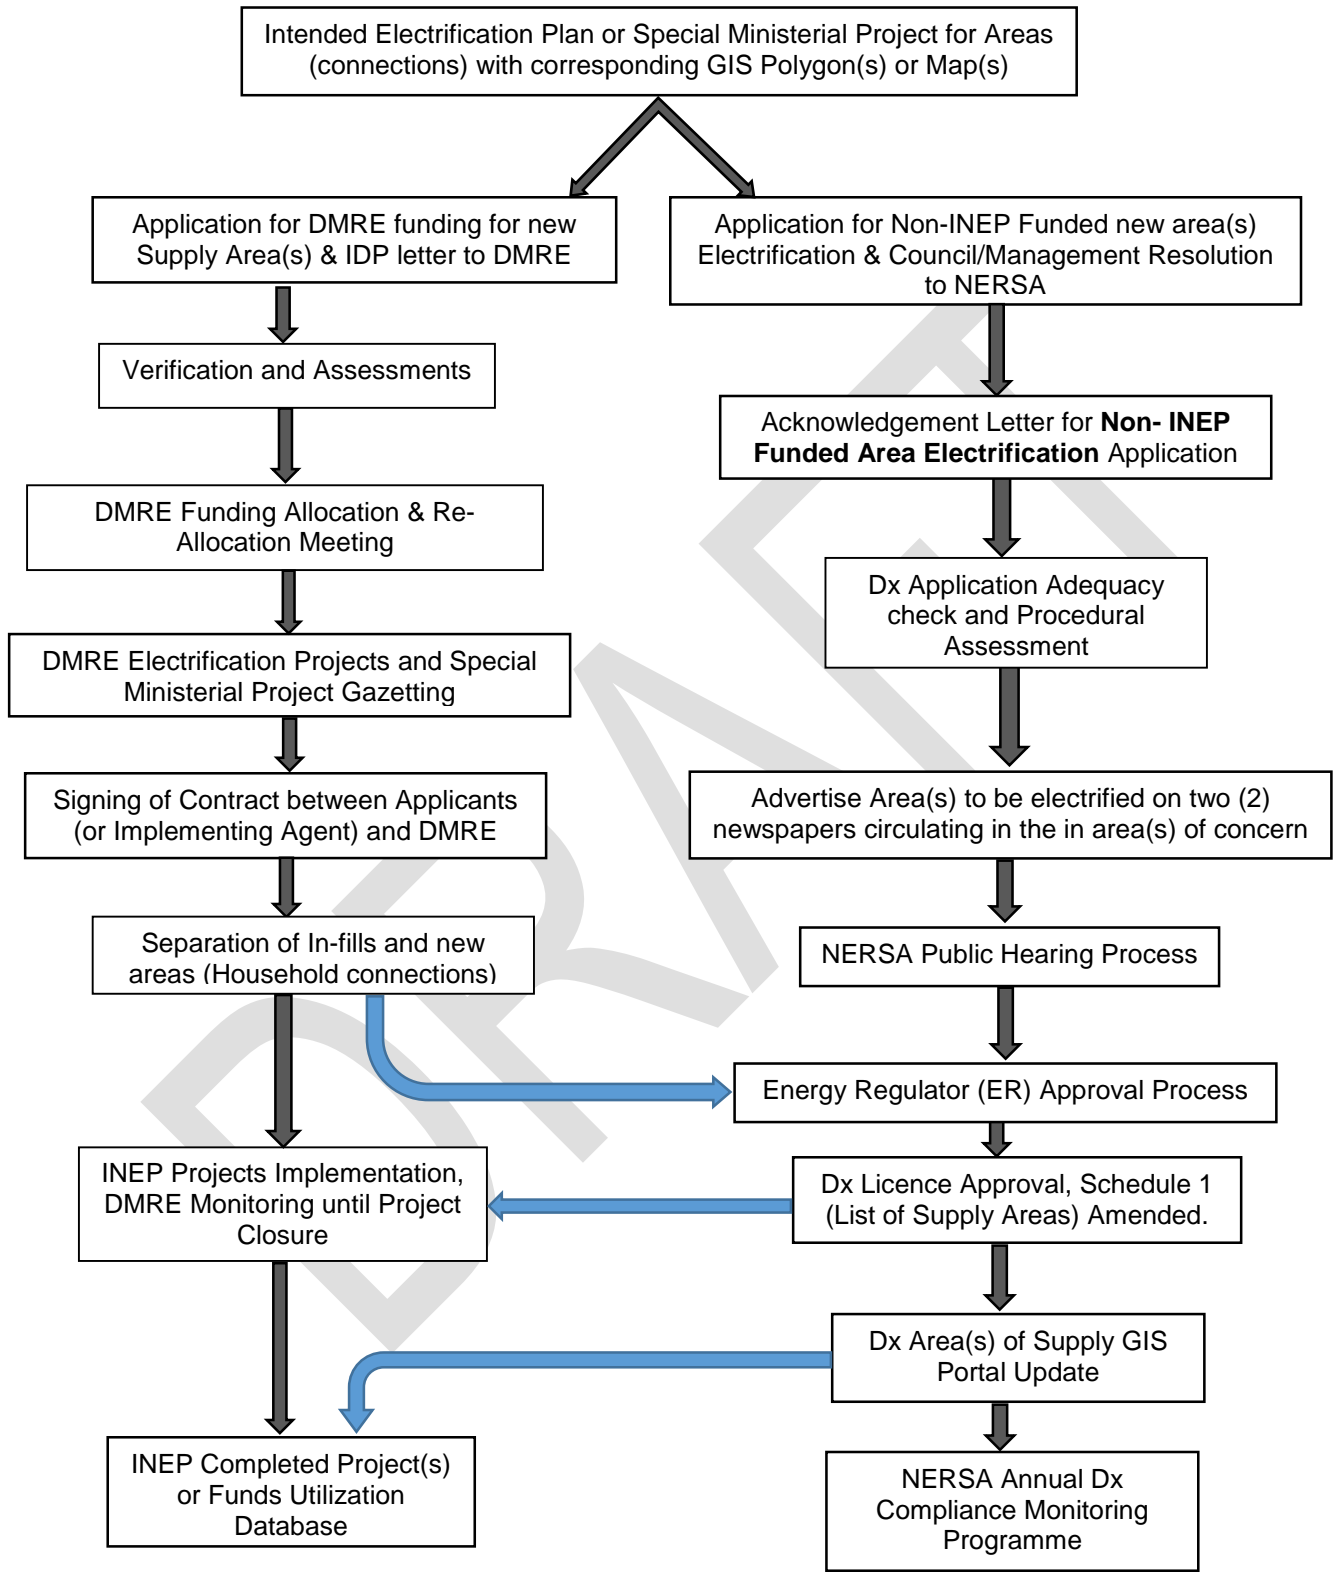 Intended Electrification Plan or Special Ministerial Project for Areas
(connections) with corresponding GIS Polygon(s) or Map(s)
Application for DMRE funding for new
Supply Area(s) & IDP letter to DMRE
Verification and Assessments
DMRE Funding Allocation & Re-
Allocation Meeting
DMRE Electrification Projects and Special
Ministerial Project Gazetting
Signing of Contract between Applicants
(or Implementing Agent) and DMRE
Separation of In-fills and new
areas (Household connections)
INEP Projects Implementation,
DMRE Monitoring until Project
Closure
INEP Completed Project(s)
or Funds Utilization
Database
Application for Non-INEP Funded new area(s)
Electrification & Council/Management Resolution
to NERSA
Acknowledgement Letter for Non- INEP
Funded Area Electrification Application
Dx Application Adequacy
check and Procedural
Assessment
Advertise Area(s) to be electrified on two (2)
newspapers circulating in the in area(s) of concern
NERSA Public Hearing Process
Energy Regulator (ER) Approval Process
Dx Licence Approval, Schedule 1
(List of Supply Areas) Amended.
Dx Area(s) of Supply GIS
Portal Update
NERSA Annual Dx
Compliance Monitoring
Programme
DRAFT